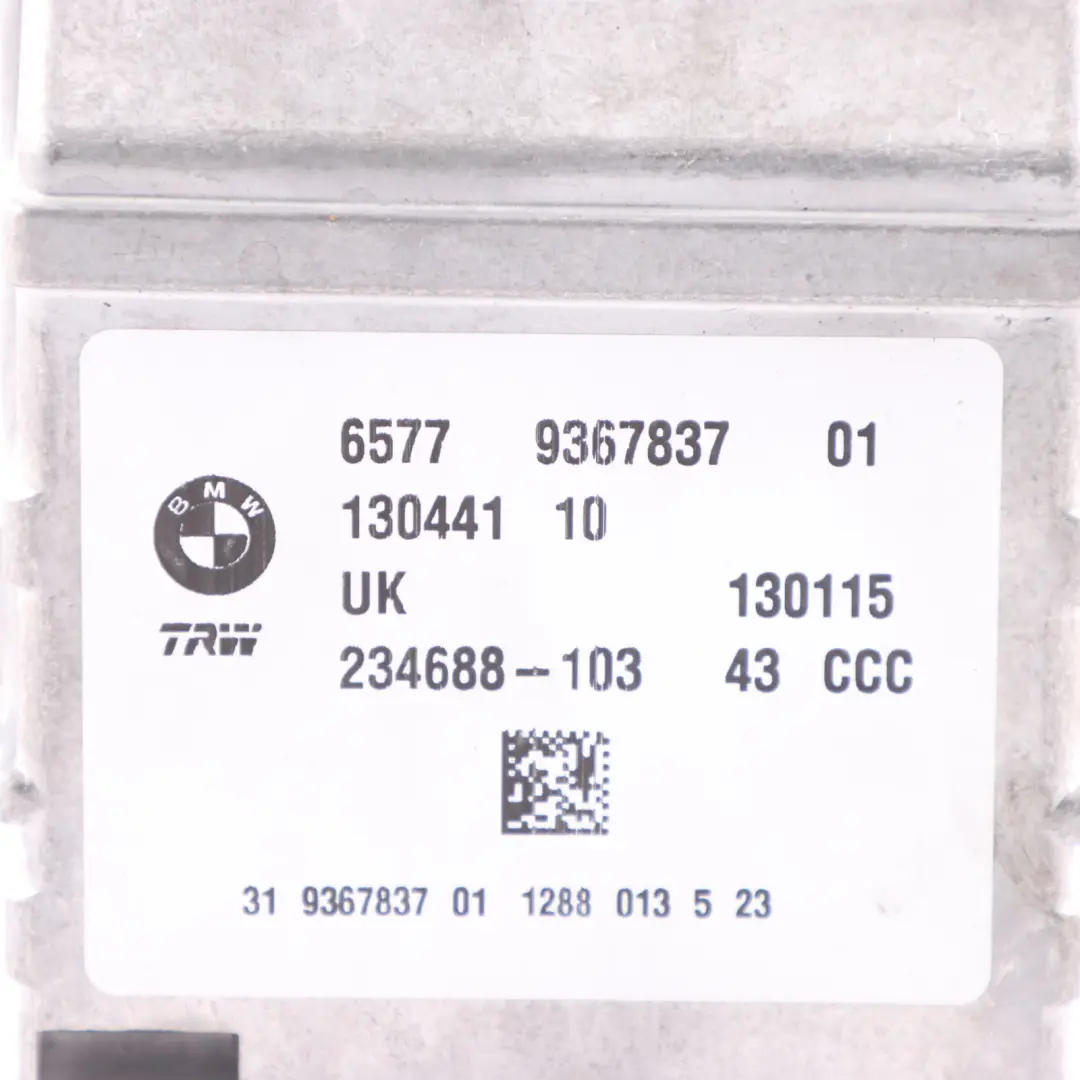 6577 9367837 01
BMW
130441 10
UK 130115
TRW
234688-103 43 CCC
31 9367837 01 1288 013 5 23